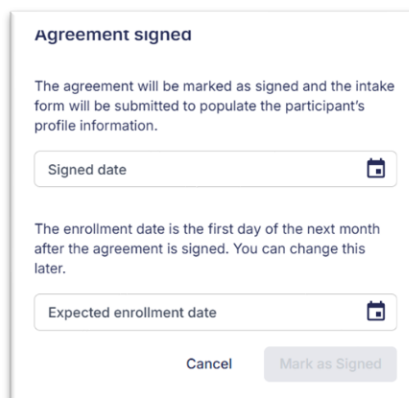 Agreement signed
The agreement will be marked as signed and the intake
form will be submitted to populate the participant's
profile information.
Signed date
The enrollment date is the first day of the next month
after the agreement is signed. You can change this
later.
Expected enrollment date
Cancel Mark as Signed